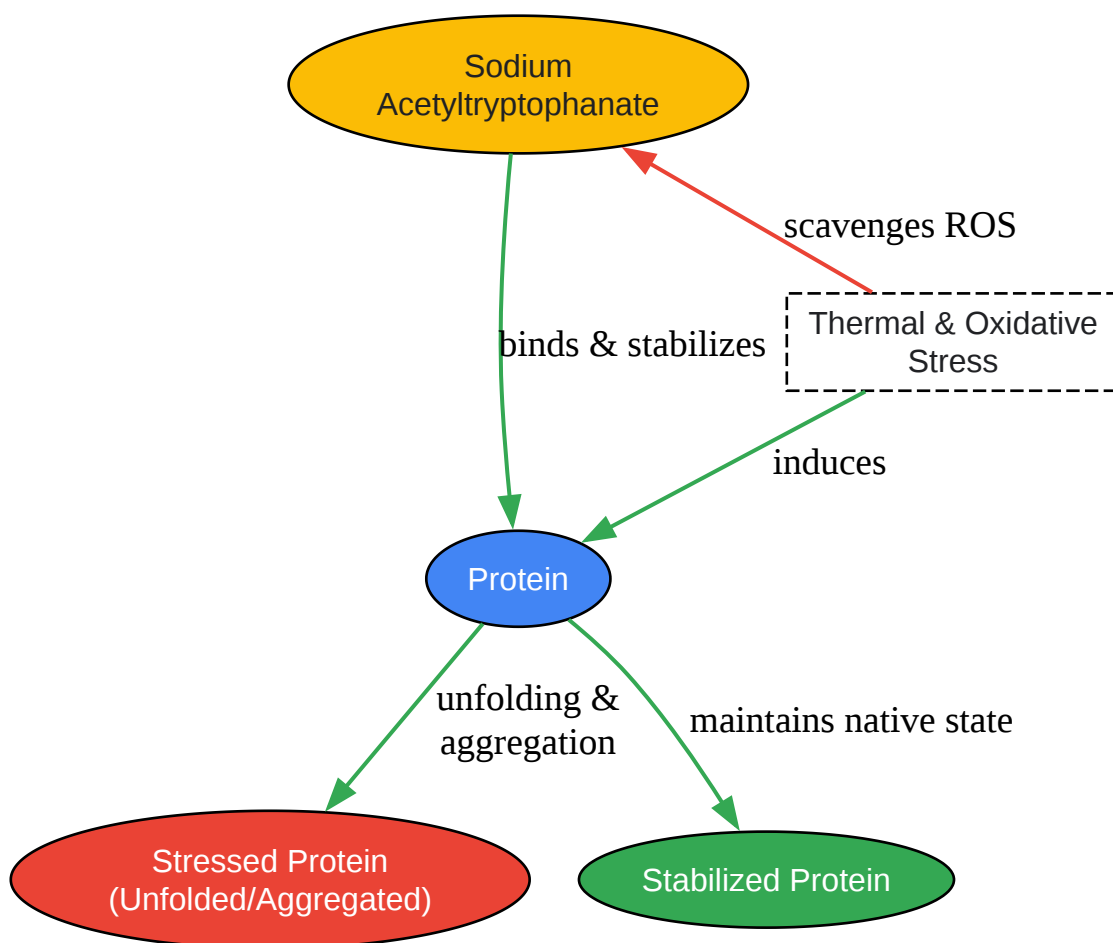 Sodium
Acetyltryptophanate
scavenges ROS
Thermal & Oxidative
Stress
binds & stabilizes
induces
Protein
unfolding &
aggregation
maintains native state
Stressed Protein
(Unfolded/Aggregated)
Stabilized Protein